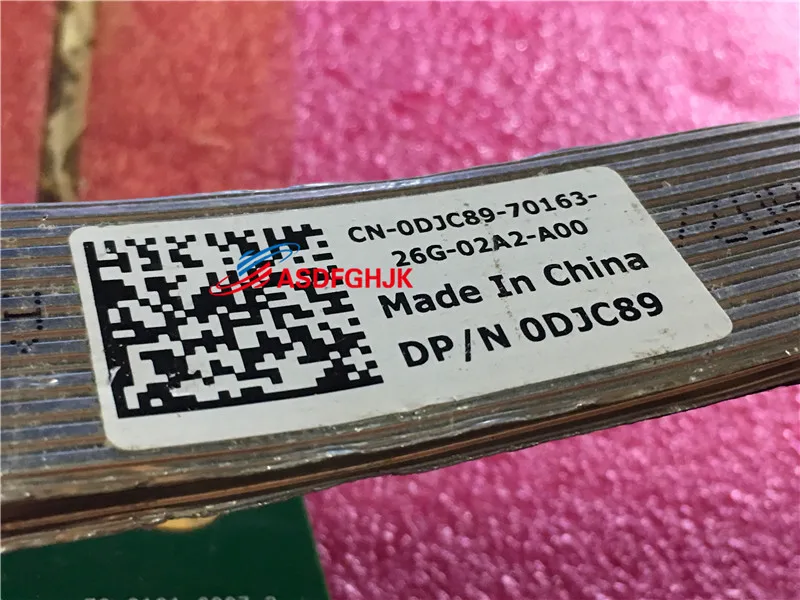 CN-0DJC89-70163-
26G-02A2-A00
ASDFGHJK
Made In China
DP/N 0DJC89